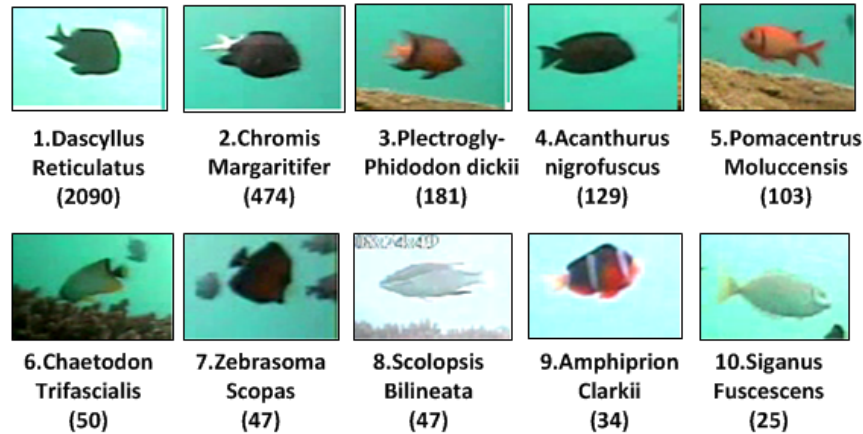 1.Dascyllus
Reticulatus
(2090)
2.Chromis
Margaritifer
(474)
3.Plectrogly-
Phidodon dickii
(181)
4.Acanthurus
nigrofuscus
(129)
5.Pomacentrus
Moluccensis
(103)
6.Chaetodon
Trifascialis
(50)
7.Zebrasoma
Scopas
(47)
8.Scolopsis
Bilineata
(47)
9.Amphiprion
Clarkii
(34)
10.Siganus
Fuscescens
(25)